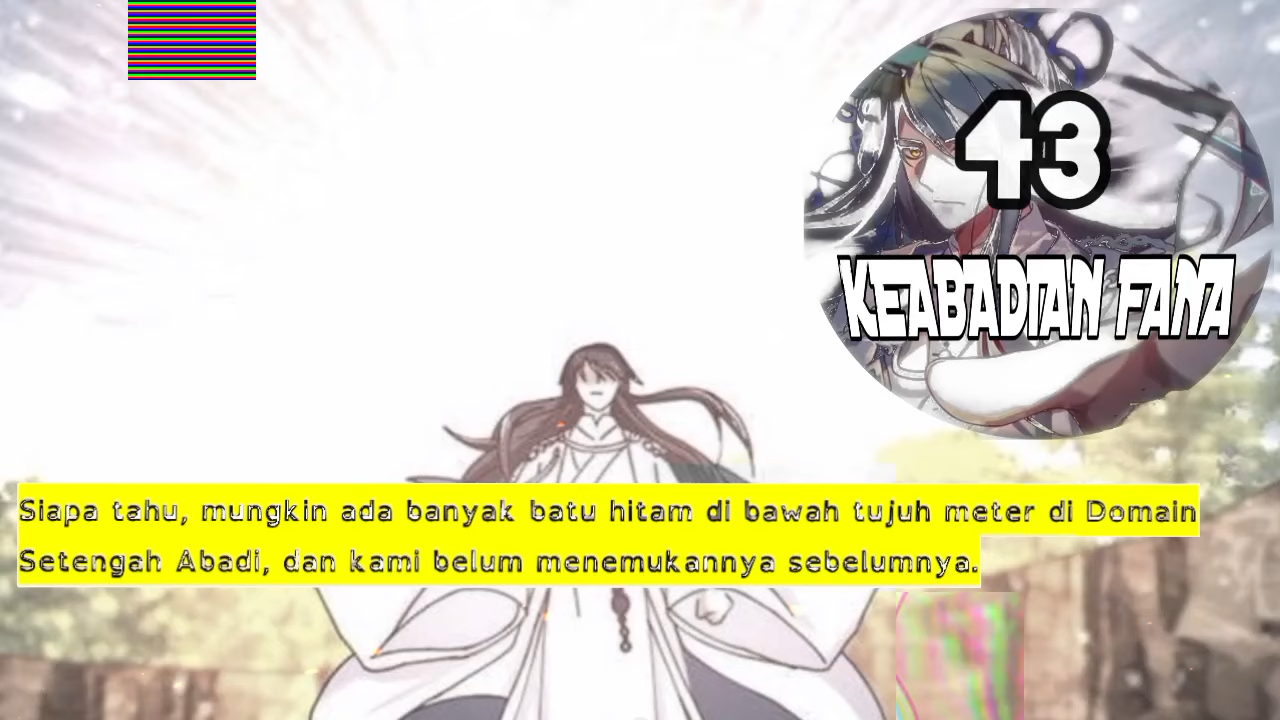 43
KEABADIAN FANA
Siapa tahu, mungkin ada banyak batu hitam di bawah tujuh meter di Domain
Setengah Abadi, dan kami belum menemukannya sebelumnya.